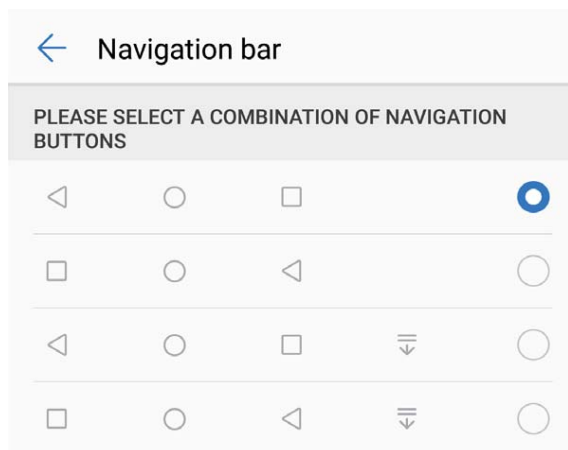 Navigation bar
PLEASE SELECT A COMBINATION OF NAVIGATION
BUTTONS